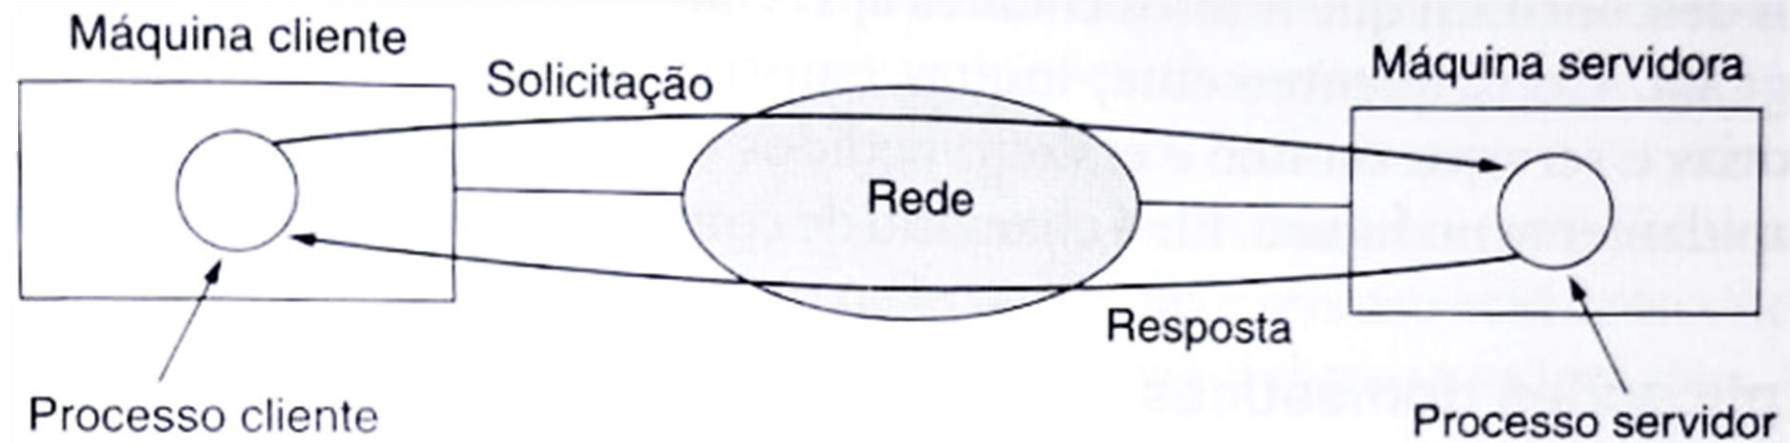 Máquina cliente
Solicitação
Máquina servidora
Rede
Resposta
Processo cliente
Processo servidor